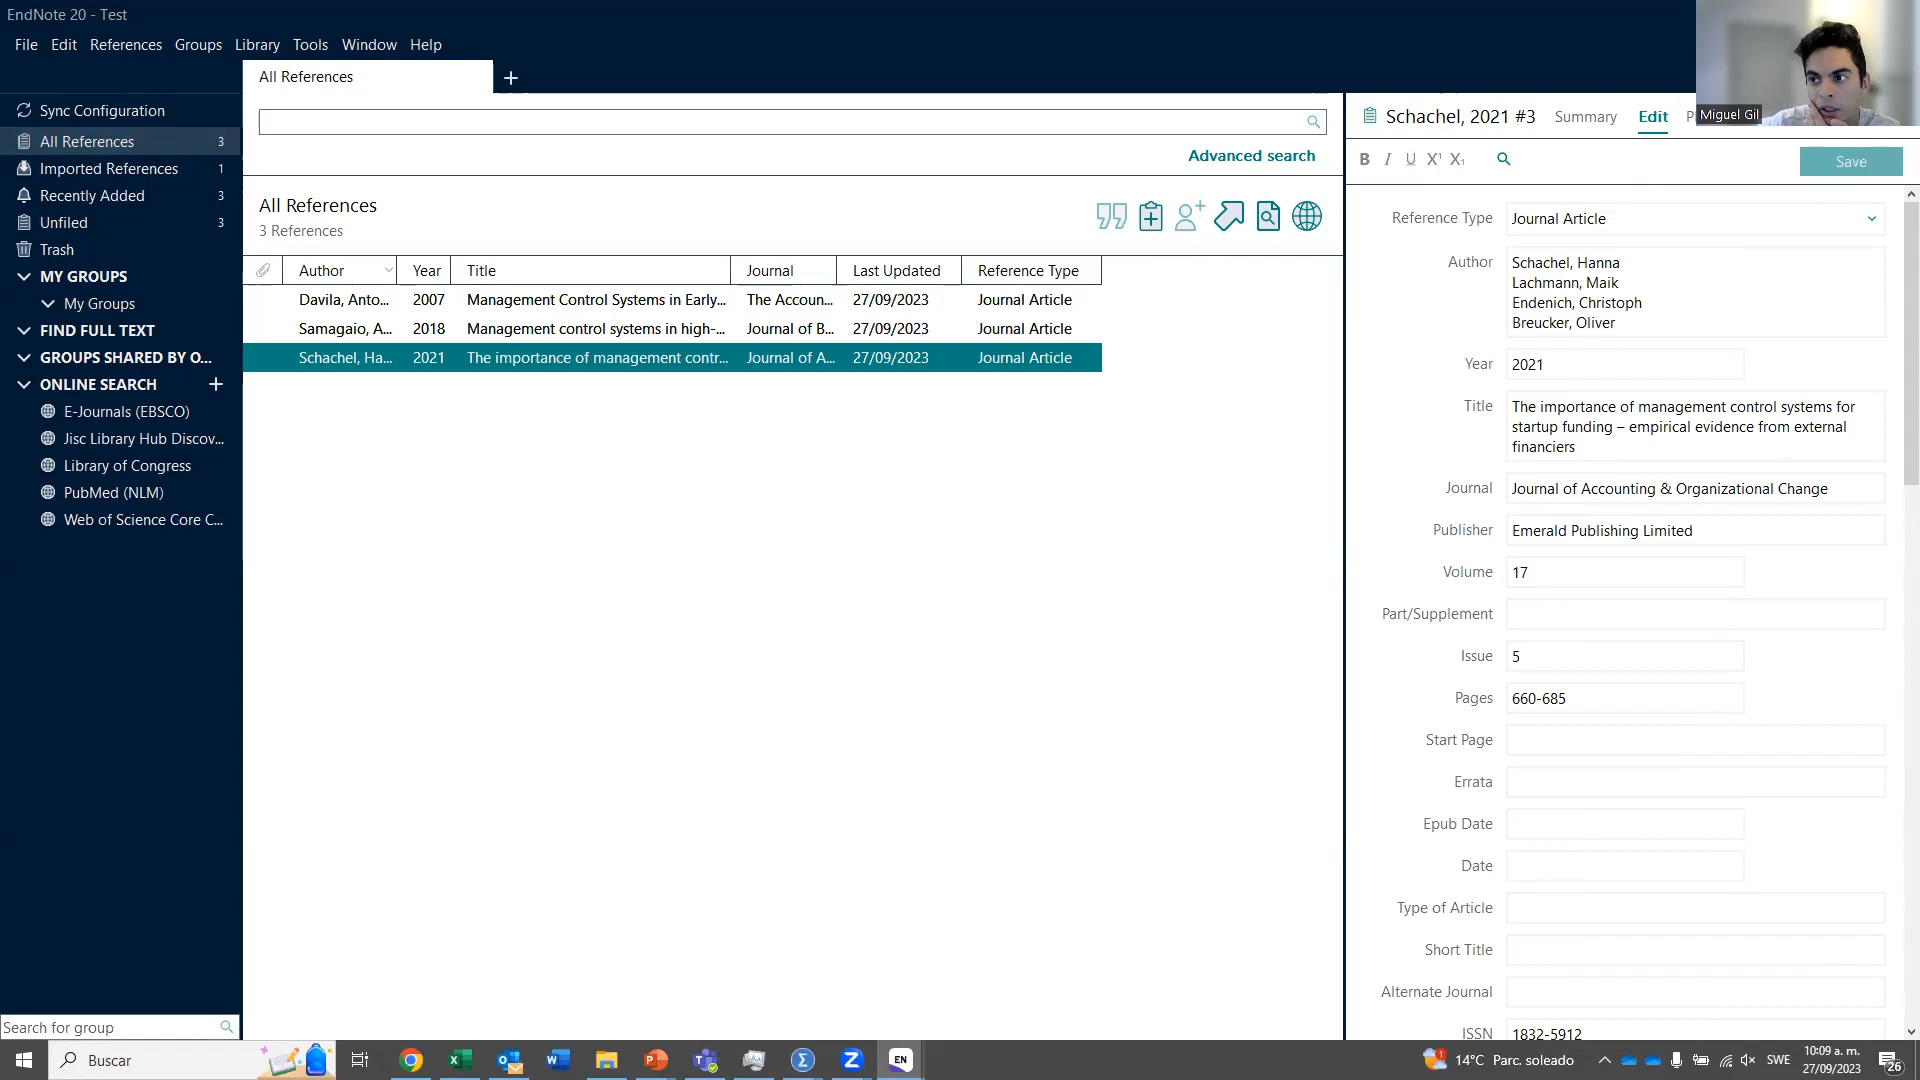 EndNote 20 - Test
File Edit References Groups Library Tools Window Help
Miguel Gil
Sync Configuration
All References 3
Imported References 1
Recently Added 3
Unfiled 3
Trash
MY GROUPS
My Groups
FIND FULL TEXT
GROUPS SHARED BY O...
ONLINE SEARCH
E-Journals (EBSCO)
Jisc Library Hub Discov...
Library of Congress
PubMed (NLM)
Web of Science Core C...
Search for group
All References
Advanced search
All References
3 References
Author Year Title Journal Last Updated Reference Type
Davila, Anto... 2007 Management Control Systems in Early... The Accoun... 27/09/2023 Journal Article
Samagaio, A... 2018 Management control systems in high-... Journal of B... 27/09/2023 Journal Article
Schachel, Ha... 2021 The importance of management contr... Journal of A... 27/09/2023 Journal Article
Schachel, 2021 #3 Summary Edit P
B I U X¹ X₁
Save
Reference Type Journal Article
Author Schachel, Hanna
Lachmann, Maik
Endenich, Christoph
Breucker, Oliver
Year 2021
Title The importance of management control systems for
startup funding – empirical evidence from external
financiers
Journal Journal of Accounting & Organizational Change
Publisher Emerald Publishing Limited
Volume 17
Part/Supplement
Issue 5
Pages 660-685
Start Page
Errata
Epub Date
Date
Type of Article
Short Title
Alternate Journal
ISSN 1832-5912
Buscar
EN
14°C Parc. soleado
SWE
10:09 a. m.
27/09/2023
26